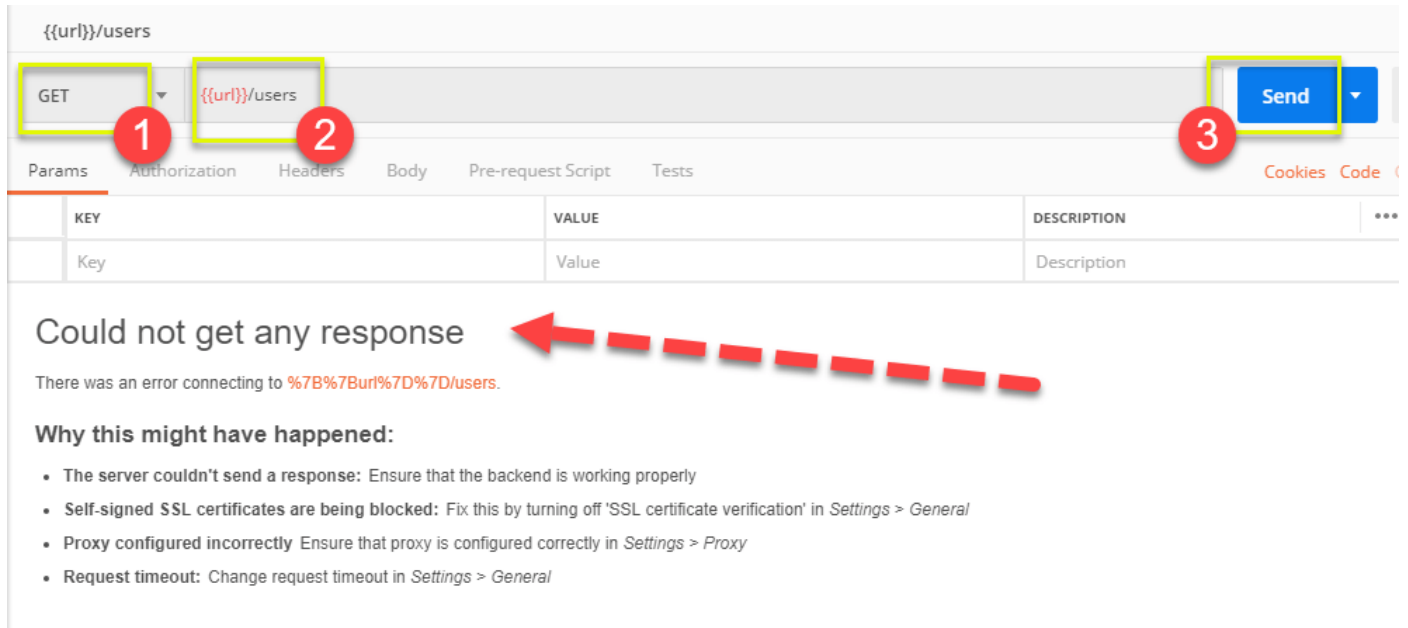 {{url}}/users
GET {{url}}/users Send
1 2 3
Params Authorization Headers Body Pre-request Script Tests Cookies Code
KEY VALUE DESCRIPTION •••
Key Value Description
Could not get any response
There was an error connecting to %7B%7Burl%7D%7D/users.
Why this might have happened:
• The server couldn't send a response: Ensure that the backend is working properly
• Self-signed SSL certificates are being blocked: Fix this by turning off 'SSL certificate verification' in Settings > General
• Proxy configured incorrectly Ensure that proxy is configured correctly in Settings > Proxy
• Request timeout: Change request timeout in Settings > General